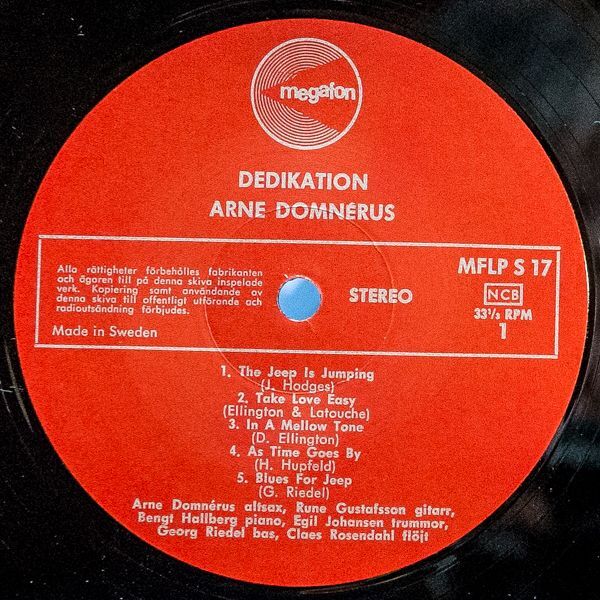 megafon
DEDIKATION
ARNE DOMNÉRUS
Alla rättigheter förbehålles fabrikanten
och ägaren till på denna skiva inspelade
verk. Kopiering samt användande av
denna skiva till offentligt utförande och
radioutsändning förbjudes.
Made in Sweden
STEREO
MFLP S 17
NCB
33⅓ RPM
1
1. The Jeep Is Jumping
(J. Hodges)
2. Take Love Easy
(Ellington & Latouche)
3. In A Mellow Tone
(D. Ellington)
4. As Time Goes By
(H. Hupfeld)
5. Blues For Jeep
(G. Riedel)
Arne Domnérus altsax, Rune Gustafsson gitarr,
Bengt Hallberg piano, Egil Johansen trummor,
Georg Riedel bas, Claes Rosendahl flöjt